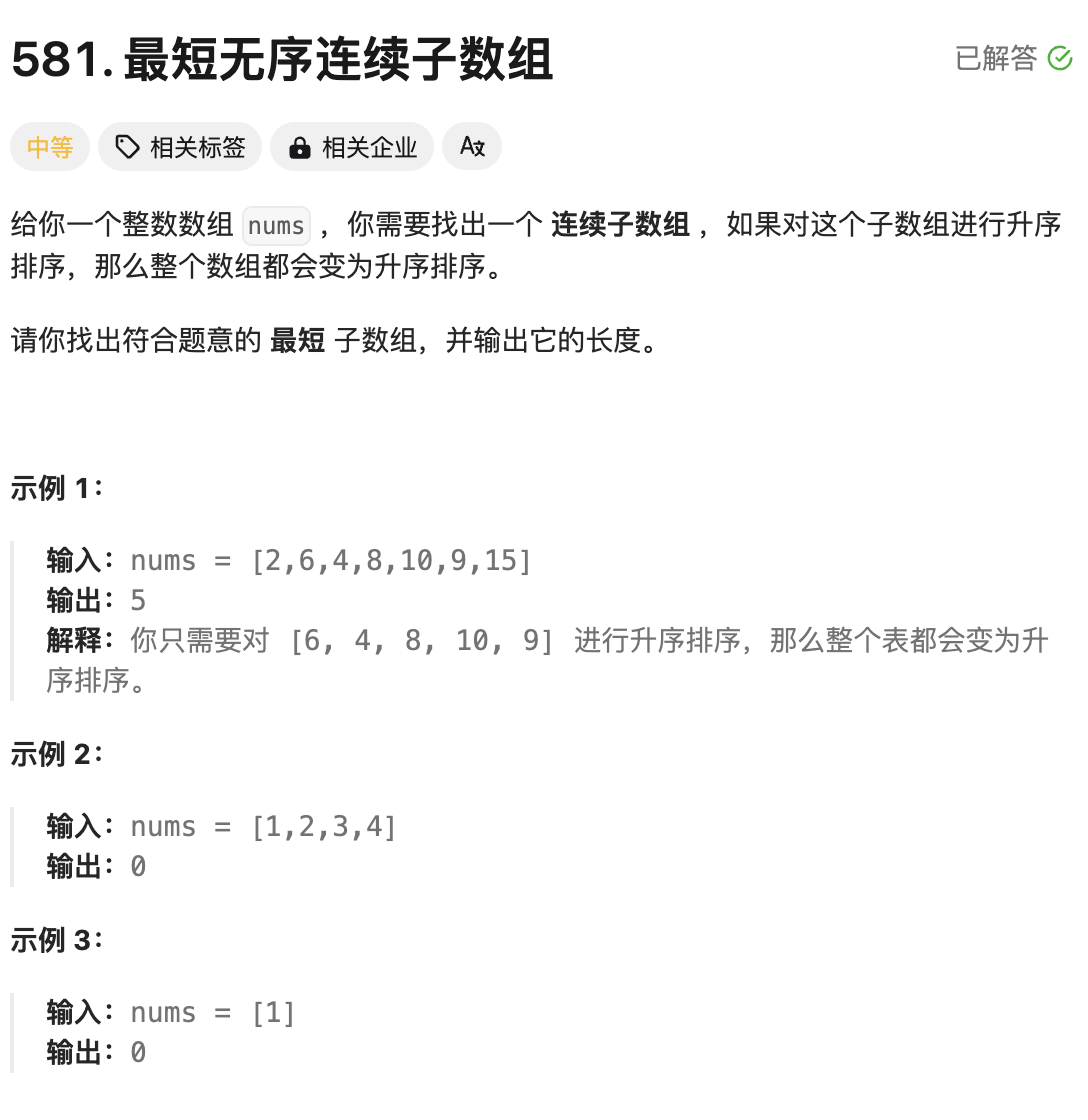 581. 最短无序连续子数组
已解答
中等
相关标签
相关企业
给你一个整数数组 nums ，你需要找出一个 连续子数组 ，如果对这个子数组进行升序
排序，那么整个数组都会变为升序排序。
请你找出符合题意的 最短 子数组，并输出它的长度。
示例 1：
输入：nums = [2,6,4,8,10,9,15]
输出：5
解释：你只需要对 [6, 4, 8, 10, 9] 进行升序排序，那么整个表都会变为升
序排序。
示例 2：
输入：nums = [1,2,3,4]
输出：0
示例 3：
输入：nums = [1]
输出：0